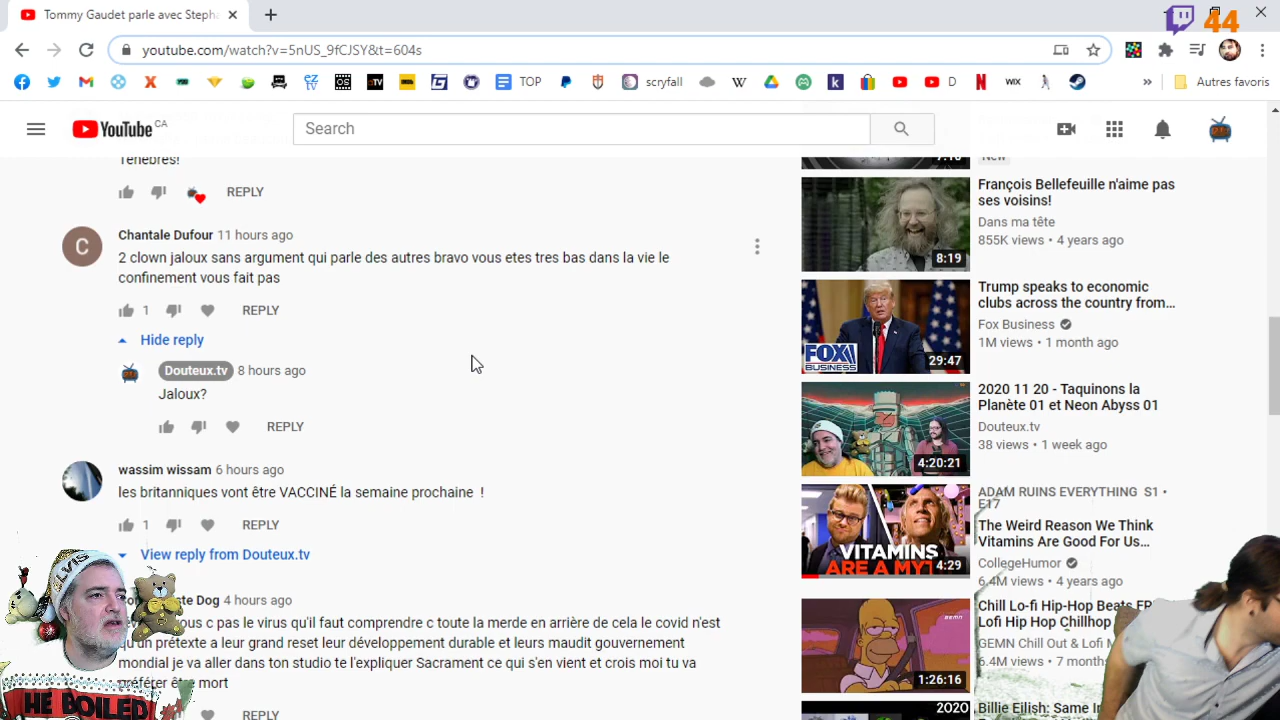 Tommy Gaudet parle avec Steph
44
youtube.com/watch?v=5nUS_9fCJSY&t=604s
TOP
scryfall
D
WIX
Autres favoris
YouTube CA
Search
Ténèbres!
REPLY
Chantale Dufour 11 hours ago
2 clown jaloux sans argument qui parle des autres bravo vous etes tres bas dans la vie le
confinement vous fait pas
1 REPLY
Hide reply
Douteux.tv 8 hours ago
Jaloux?
REPLY
wassim wissam 6 hours ago
les britanniques vont être VACCINÉ la semaine prochaine !
1 REPLY
View reply from Douteux.tv
Dog 4 hours ago
c pas le virus qu'il faut comprendre c toute la merde en arrière de cela le covid n'est
qu'un prétexte a leur grand reset leur développement durable et leurs maudit gouvernement
mondial je va aller dans ton studio te l'expliquer Sacrament ce qui s'en vient et crois moi tu va
préférer être mort
REPLY
ELVIS
HE BOILED
7:16
New
François Bellefeuille n'aime pas
ses voisins!
Dans ma tête
855K views • 4 years ago
8:19
Trump speaks to economic
clubs across the country from...
Fox Business
1M views • 1 month ago
FOX
BUSINESS
29:47
2020 11 20 - Taquinons la
Planète 01 et Neon Abyss 01
Douteux.tv
38 views • 1 week ago
4:20:21
ADAM RUINS EVERYTHING S1 •
E17
The Weird Reason We Think
Vitamins Are Good For Us...
CollegeHumor
6.4M views • 4 years ago
VITAMINS
ARE A MYT
4:29
Chill Lo-fi Hip-Hop Beats FR
Lofi Hip Hop Chillhop
GEMN Chill Out & Lofi
6.4M views • 7 months
GEMN
1:26:16
Billie Eilish: Same In
2020